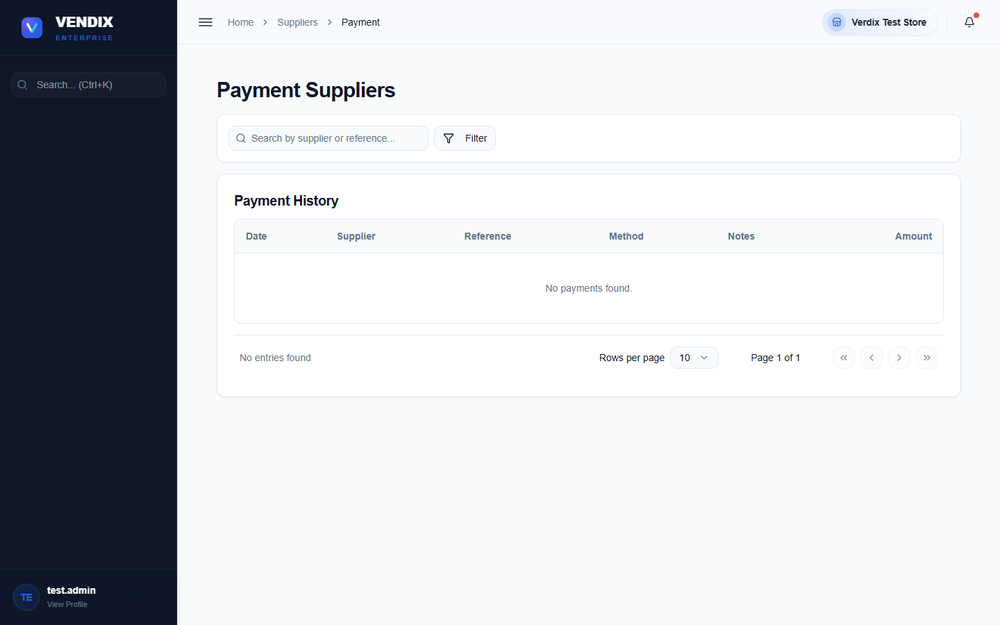 VENDIX
ENTERPRISE
Search... (Ctrl+K)
test.admin
View Profile
TE
Home
Suppliers
Payment
Verdix Test Store
Payment Suppliers
Search by supplier or reference...
Filter
Payment History
Date Supplier Reference Method Notes Amount
No payments found.
No entries found
Rows per page 10
Page 1 of 1